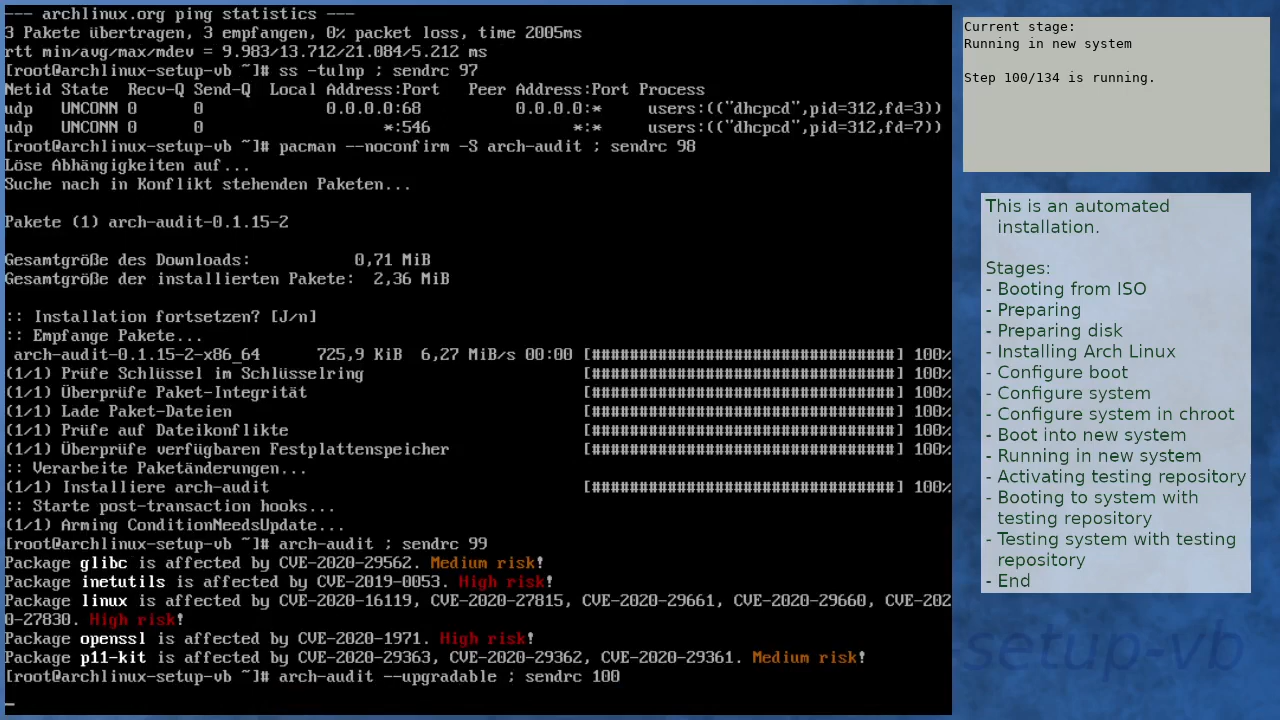 --- archlinux.org ping statistics ---
3 Pakete übertragen, 3 empfangen, 0% packet loss, time 2005ms
rtt min/avg/max/mdev = 9.983/13.712/21.084/5.212 ms
[root@archlinux-setup-vb ~]# ss -tulnp ; sendrc 97
Netid State  Recv-Q Send-Q  Local Address:Port   Peer Address:Port Process
udp   UNCONN 0      0             0.0.0.0:68          0.0.0.0:*     users:(("dhcpcd",pid=312,fd=3))
udp   UNCONN 0      0                   *:546               *:*     users:(("dhcpcd",pid=312,fd=7))
[root@archlinux-setup-vb ~]# pacman --noconfirm -S arch-audit ; sendrc 98
Löse Abhängigkeiten auf...
Suche nach in Konflikt stehenden Paketen...
Pakete (1) arch-audit-0.1.15-2
Gesamtgröße des Downloads:           0,71 MiB
Gesamtgröße der installierten Pakete:  2,36 MiB
:: Installation fortsetzen? [J/n]
:: Empfange Pakete...
arch-audit-0.1.15-2-x86_64      725,9 KiB  6,27 MiB/s 00:00 [################################] 100%
(1/1) Prüfe Schlüssel im Schlüsselring                       [################################] 100%
(1/1) Überprüfe Paket-Integrität                             [################################] 100%
(1/1) Lade Paket-Dateien                                     [################################] 100%
(1/1) Prüfe auf Dateikonflikte                               [################################] 100%
(1/1) Überprüfe verfügbaren Festplattenspeicher              [################################] 100%
:: Verarbeite Paketänderungen...
(1/1) Installiere arch-audit                                 [################################] 100%
:: Starte post-transaction hooks...
(1/1) Arming ConditionNeedsUpdate...
[root@archlinux-setup-vb ~]# arch-audit ; sendrc 99
Package glibc is affected by CVE-2020-29562. Medium risk!
Package inetutils is affected by CVE-2019-0053. High risk!
Package linux is affected by CVE-2020-16119, CVE-2020-27815, CVE-2020-29661, CVE-2020-29660, CVE-202
0-27830. High risk!
Package openssl is affected by CVE-2020-1971. High risk!
Package p11-kit is affected by CVE-2020-29363, CVE-2020-29362, CVE-2020-29361. Medium risk!
[root@archlinux-setup-vb ~]# arch-audit --upgradable ; sendrc 100
_
Current stage:
Running in new system
Step 100/134 is running.
This is an automated
installation.
Stages:
- Booting from ISO
- Preparing
- Preparing disk
- Installing Arch Linux
- Configure boot
- Configure system
- Configure system in chroot
- Boot into new system
- Running in new system
- Activating testing repository
- Booting to system with
testing repository
- Testing system with testing
repository
- End
setup-vb